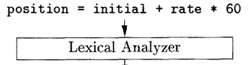 position = initial + rate * 60
Lexical Analyzer